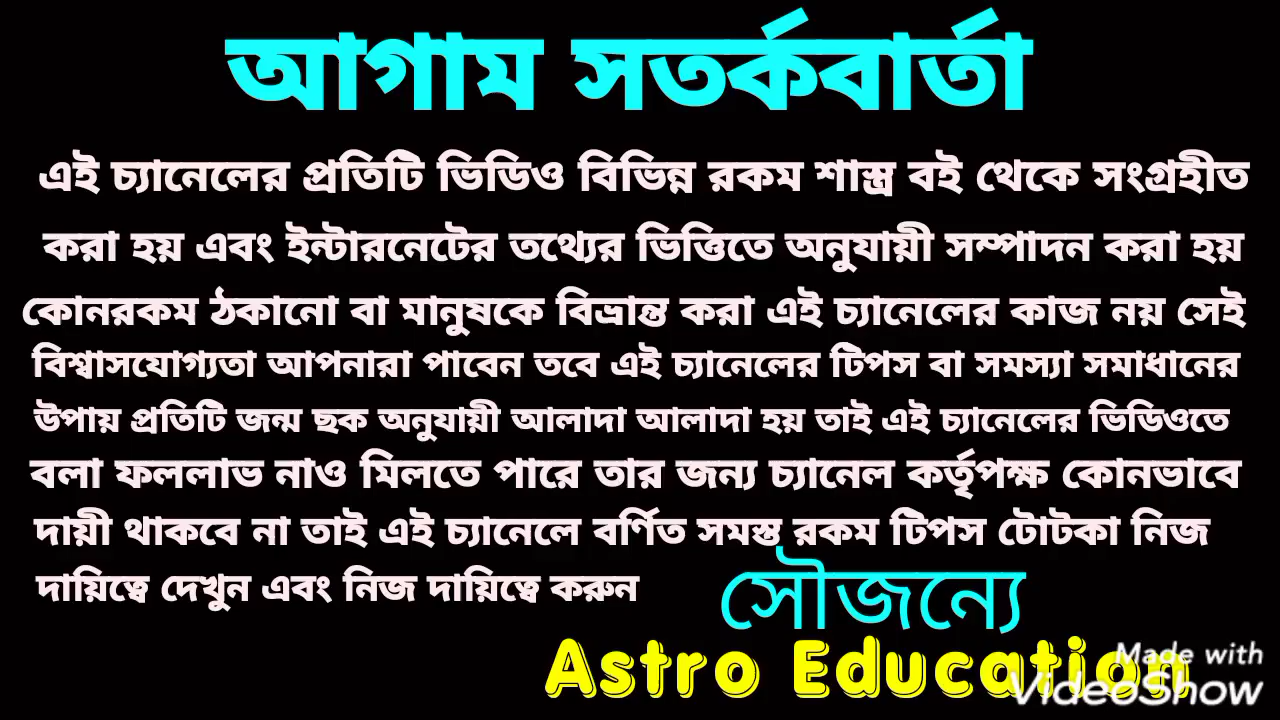 আগাম সতর্কবার্তা
এই চ্যানেলের প্রতিটি ভিডিও বিভিন্ন রকম শাস্ত্র বই থেকে সংগ্রহীত
করা হয় এবং ইন্টারনেটের তথ্যের ভিত্তিতে অনুযায়ী সম্পাদন করা হয়
কোনরকম ঠকানো বা মানুষকে বিভ্রান্ত করা এই চ্যানেলের কাজ নয় সেই
বিশ্বাসযোগ্যতা আপনারা পাবেন তবে এই চ্যানেলের টিপস বা সমস্যা সমাধানের
উপায় প্রতিটি জন্ম ছক অনুযায়ী আলাদা আলাদা হয় তাই এই চ্যানেলের ভিডিওতে
বলা ফললাভ নাও মিলতে পারে তার জন্য চ্যানেল কর্তৃপক্ষ কোনভাবে
দায়ী থাকবে না তাই এই চ্যানেলে বর্ণিত সমস্ত রকম টিপস টোটকা নিজ
দায়িত্বে দেখুন এবং নিজ দায়িত্বে করুন
সৌজন্যে
Astro Education
Made with
VideoShow